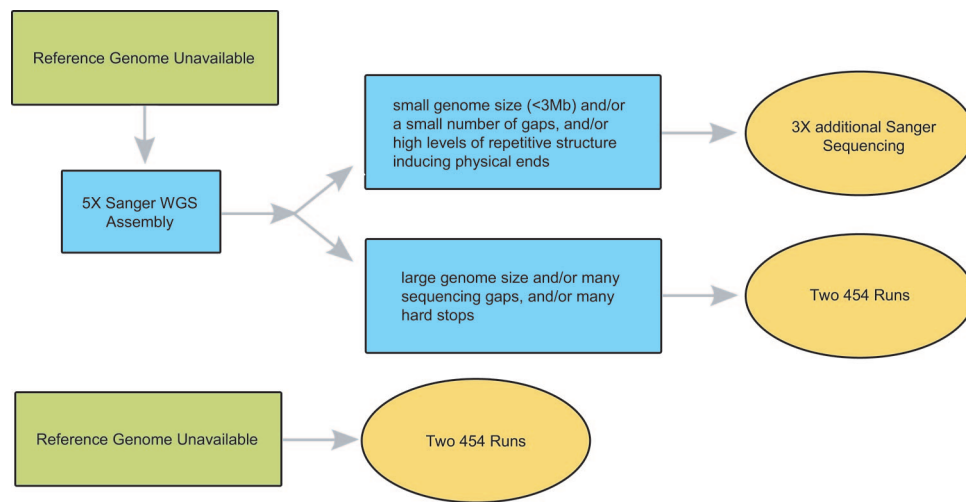 Reference Genome Unavailable
5X Sanger WGS
Assembly
small genome size (<3Mb) and/or
a small number of gaps, and/or
high levels of repetitive structure
inducing physical ends
3X additional Sanger
Sequencing
large genome size and/or many
sequencing gaps, and/or many
hard stops
Two 454 Runs
Reference Genome Unavailable
Two 454 Runs